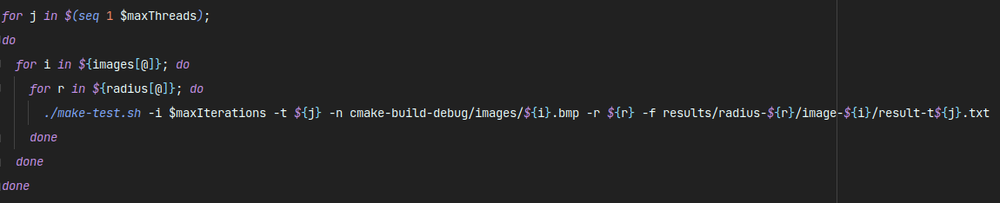 for j in $(seq 1 $maxThreads);
do
for i in ${images[@]}; do
for r in ${radius[@]}; do
./make-test.sh -i $maxIterations -t ${j} -n cmake-build-debug/images/${i}.bmp -r ${r} -f results/radius-${r}/image-${i}/result-t${j}.txt
done
done
done